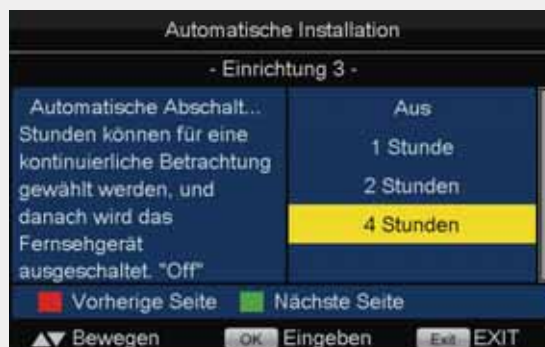 Automatische Installation
- Einrichtung 3 -
Automatische Abschalt...
Stunden können für eine
kontinuierliche Betrachtung
gewählt werden, und
danach wird das
Fernsehgerät
ausgeschaltet. "Off"
Aus
1 Stunde
2 Stunden
4 Stunden
Vorherige Seite Nächste Seite
Bewegen OK Eingeben Exit EXIT